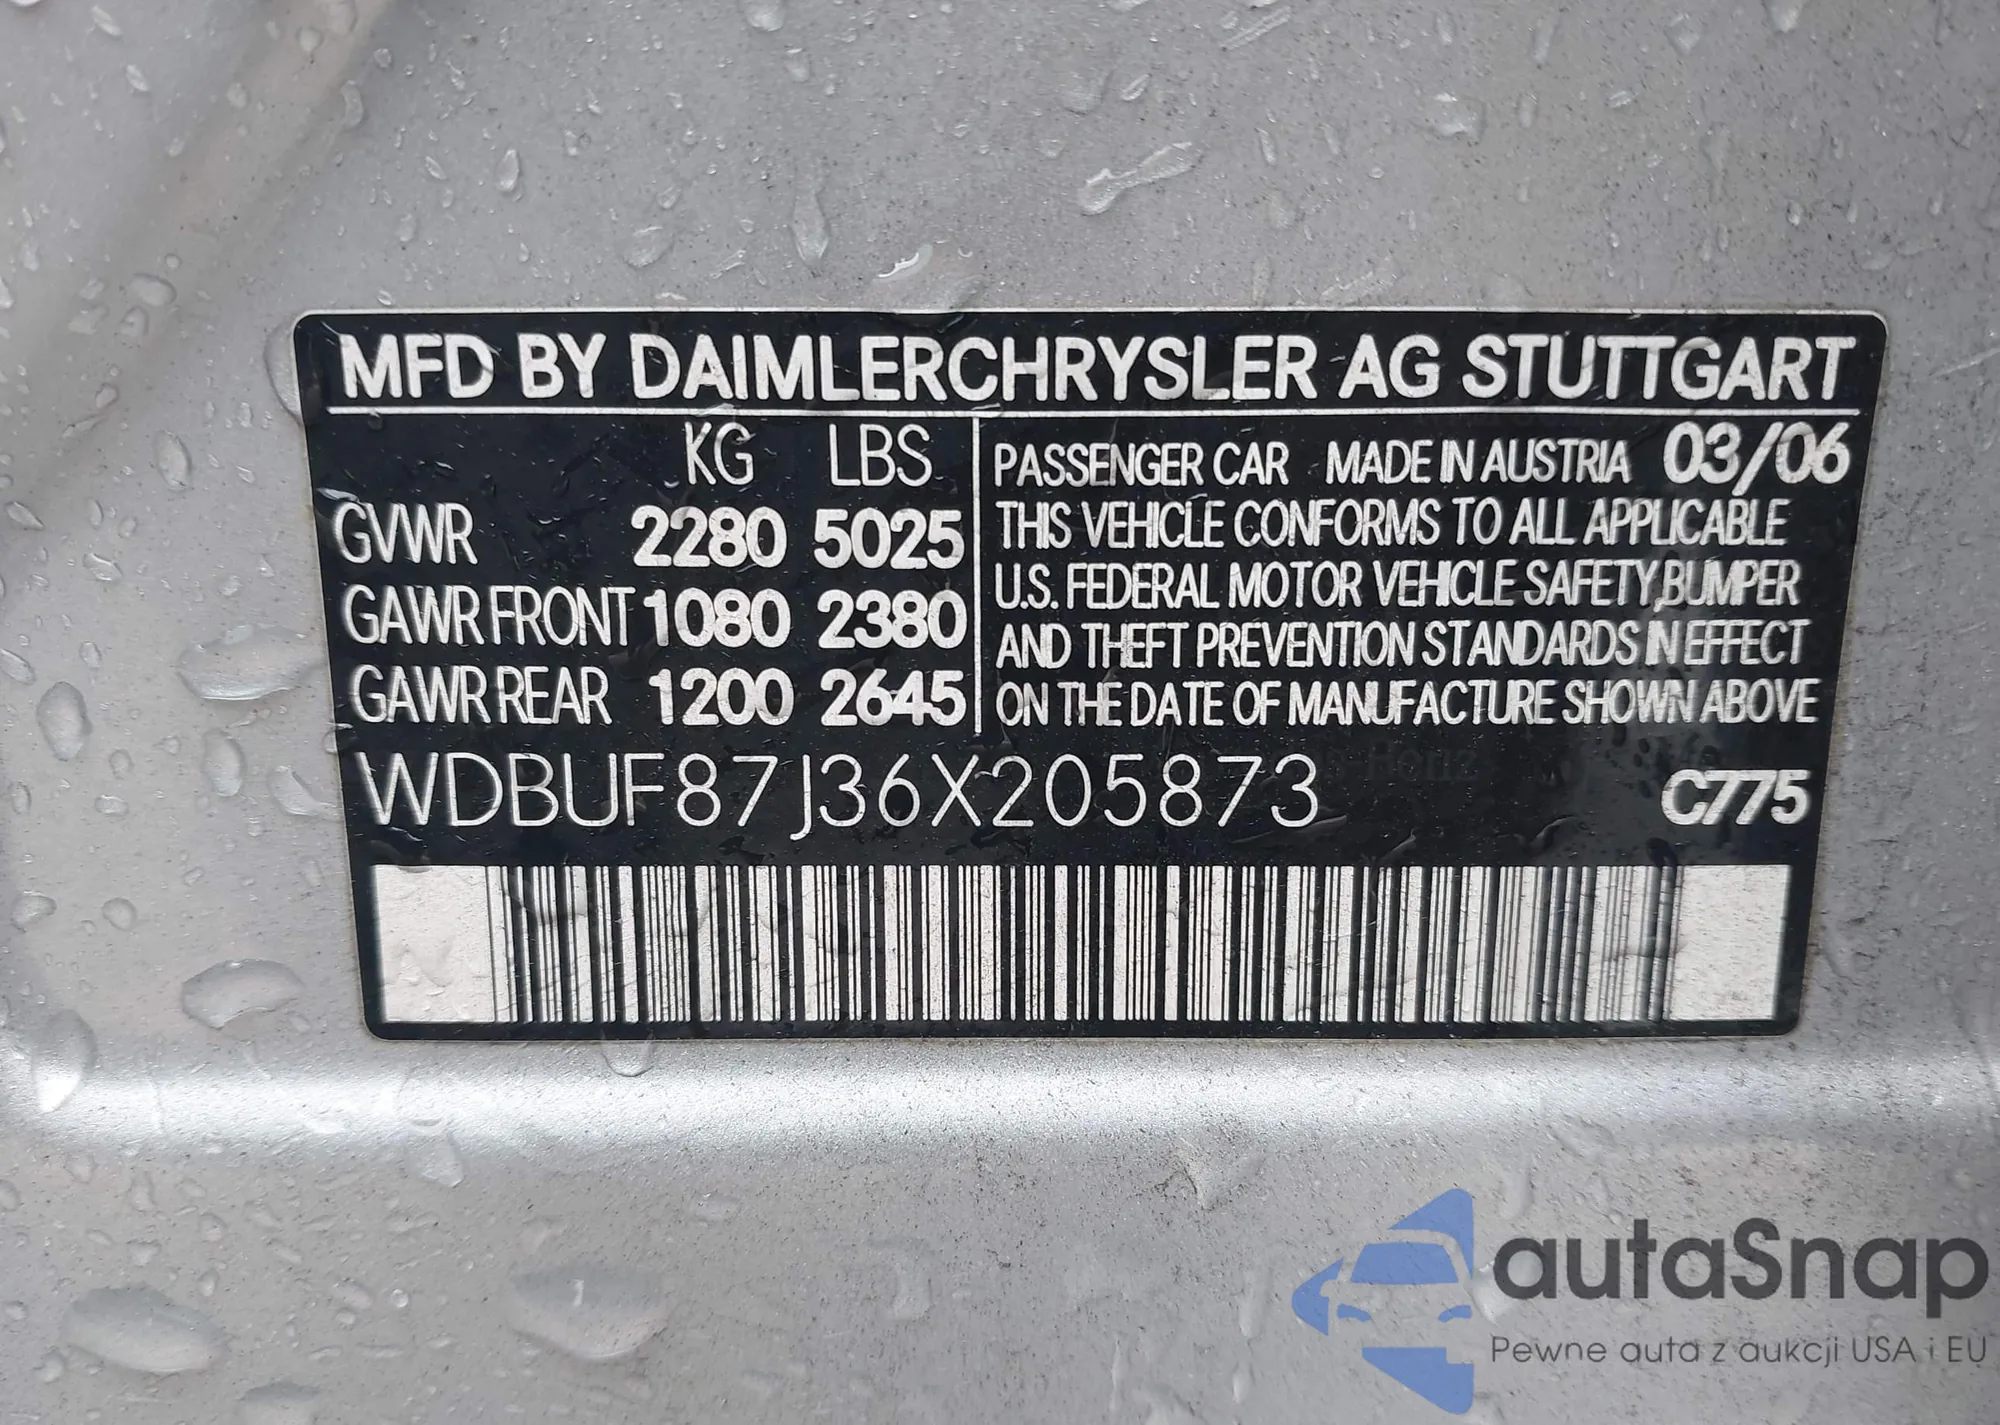 MFD BY DAIMLERCHRYSLER AG STUTTGART
KG LBS
GVWR 2280 5025
GAWR FRONT 1080 2380
GAWR REAR 1200 2645
PASSENGER CAR MADE IN AUSTRIA 03/06
THIS VEHICLE CONFORMS TO ALL APPLICABLE
U.S. FEDERAL MOTOR VEHICLE SAFETY, BUMPER
AND THEFT PREVENTION STANDARDS IN EFFECT
ON THE DATE OF MANUFACTURE SHOWN ABOVE
WDBUF87J36X205873 C775
autaSnap
Pewne auta z aukcji USA i EU